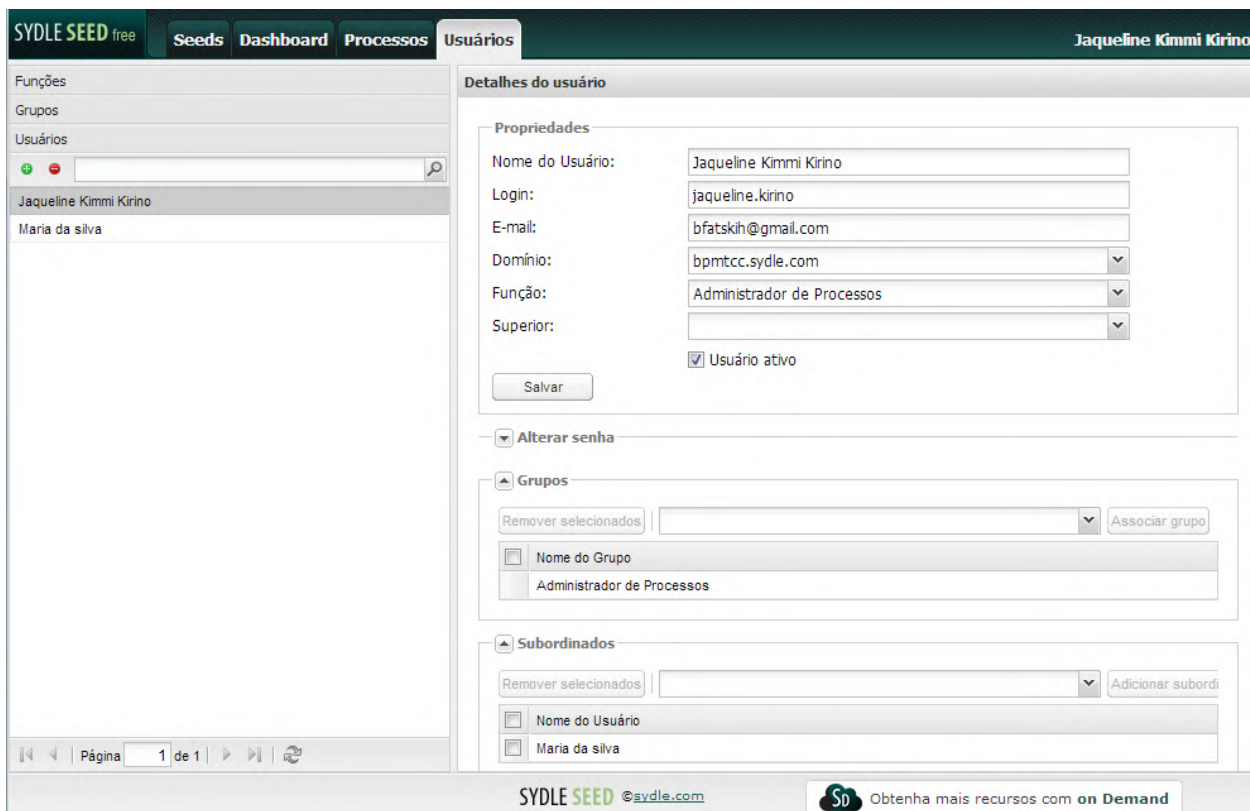 SYDLE SEED free
Seeds Dashboard Processos Usuários
Jaqueline Kimmi Kirino
Funções
Grupos
Usuários
Jaqueline Kimmi Kirino
Maria da silva
Página 1 de 1
Detalhes do usuário
Propriedades
Nome do Usuário: Jaqueline Kimmi Kirino
Login: jaqueline.kirino
E-mail: bfatskih@gmail.com
Domínio: bpmtcc.sydle.com
Função: Administrador de Processos
Superior:
Usuário ativo
Salvar
Alterar senha
Grupos
Remover selecionados Associar grupo
Nome do Grupo
Administrador de Processos
Subordinados
Remover selecionados Adicionar subordi
Nome do Usuário
Maria da silva
SYDLE SEED ©sydle.com
SD Obtenha mais recursos com on Demand